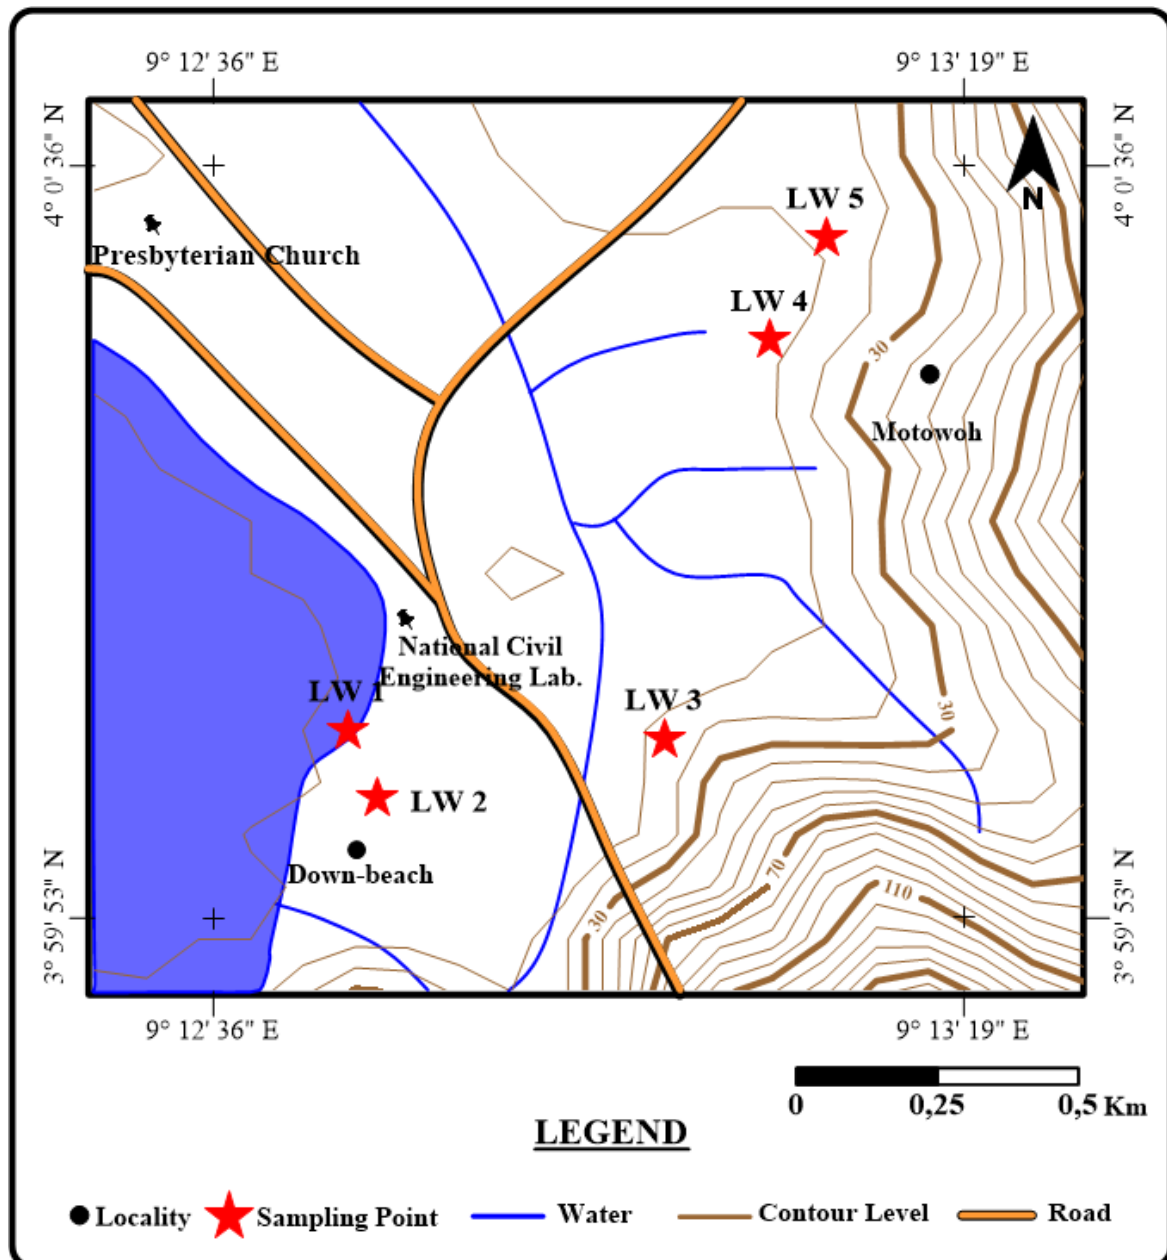 9° 12' 36" E
9° 13' 19" E
4° 0' 36" N
4° 0' 36" N
N
LW 5
Presbyterian Church
LW 4
30
Motowoh
National Civil
Engineering Lab.
LW 1
LW 3
30
LW 2
Down-beach
70
110
30
3° 59' 53" N
3° 59' 53" N
9° 12' 36" E
9° 13' 19" E
0 0,25 0,5 Km
LEGEND
Locality Sampling Point Water Contour Level Road